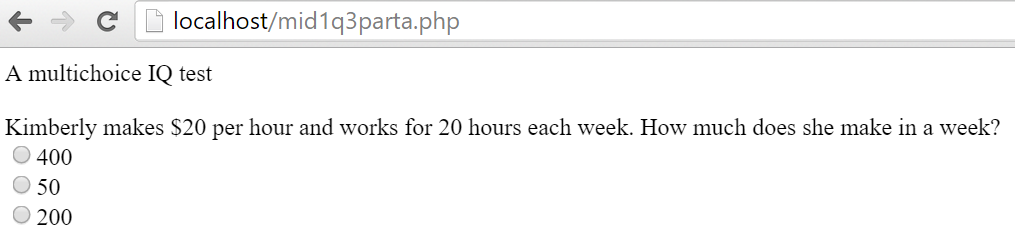 localhost/mid1q3parta.php
A multichoice IQ test
Kimberly makes $20 per hour and works for 20 hours each week. How much does she make in a week?
400
50
200